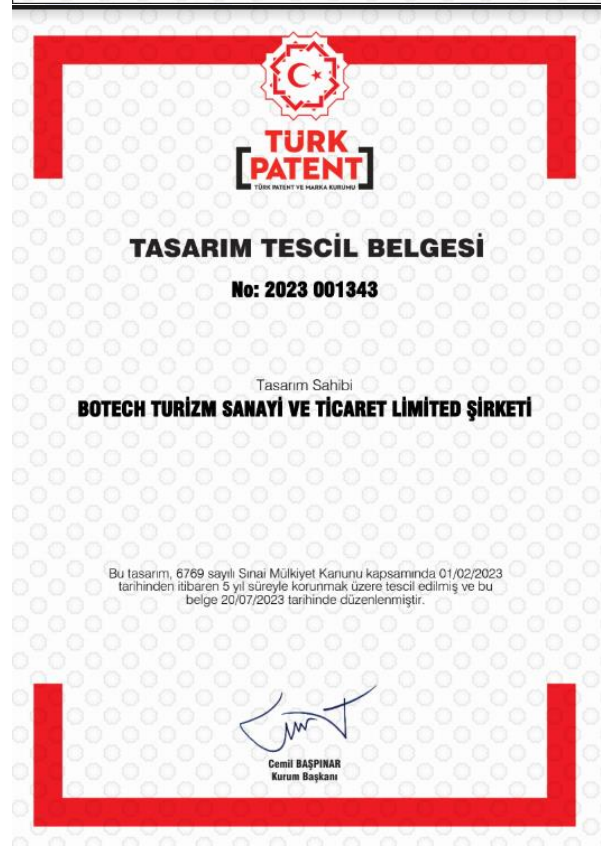 TÜRK
PATENT
TÜRK PATENT VE MARKA KURUMU
TASARIM TESCİL BELGESİ
No: 2023 001343
Tasarım Sahibi
BOTECH TURİZM SANAYİ VE TİCARET LİMİTED ŞİRKETİ
Bu tasarım, 6769 sayılı Sınai Mülkiyet Kanunu kapsamında 01/02/2023
tarihinden itibaren 5 yıl süreyle korunmak üzere tescil edilmiş ve bu
belge 20/07/2023 tarihinde düzenlenmiştir.
Cemil BAŞPINAR
Kurum Başkanı